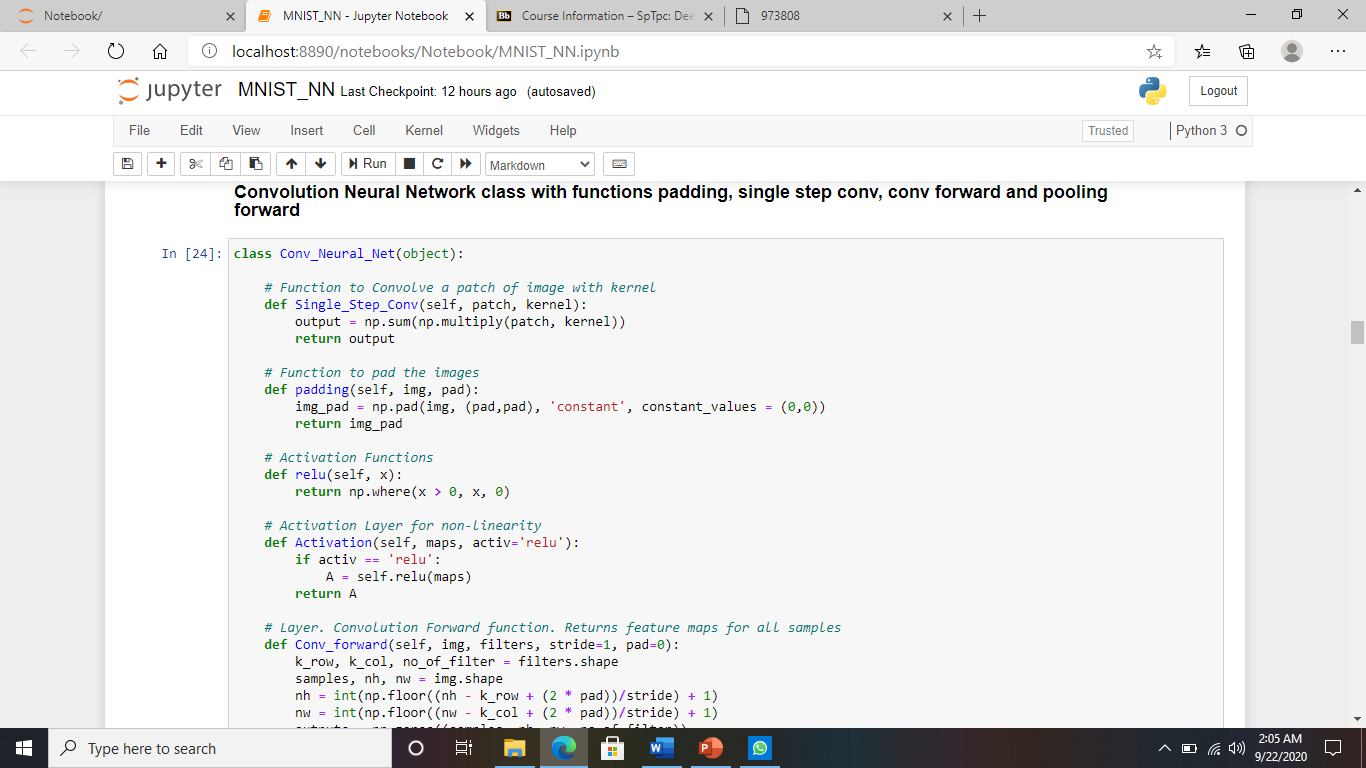 Notebook/
MNIST_NN - Jupyter Notebook
Bb Course Information – SpTpc: Dee
973808
localhost:8890/notebooks/Notebook/MNIST_NN.ipynb
jupyter MNIST_NN Last Checkpoint: 12 hours ago (autosaved)
Logout
File Edit View Insert Cell Kernel Widgets Help
Trusted
Python 3
Run
Markdown
Convolution Neural Network class with functions padding, single step conv, conv forward and pooling
forward
In [24]:
class Conv_Neural_Net(object):
# Function to Convolve a patch of image with kernel
def Single_Step_Conv(self, patch, kernel):
output = np.sum(np.multiply(patch, kernel))
return output
# Function to pad the images
def padding(self, img, pad):
img_pad = np.pad(img, (pad,pad), 'constant', constant_values = (0,0))
return img_pad
# Activation Functions
def relu(self, x):
return np.where(x > 0, x, 0)
# Activation Layer for non-linearity
def Activation(self, maps, activ='relu'):
if activ == 'relu':
A = self.relu(maps)
return A
# Layer. Convolution Forward function. Returns feature maps for all samples
def Conv_forward(self, img, filters, stride=1, pad=0):
k_row, k_col, no_of_filter = filters.shape
samples, nh, nw = img.shape
nh = int(np.floor((nh - k_row + (2 * pad))/stride) + 1)
nw = int(np.floor((nw - k_col + (2 * pad))/stride) + 1)
Type here to search
2:05 AM
9/22/2020